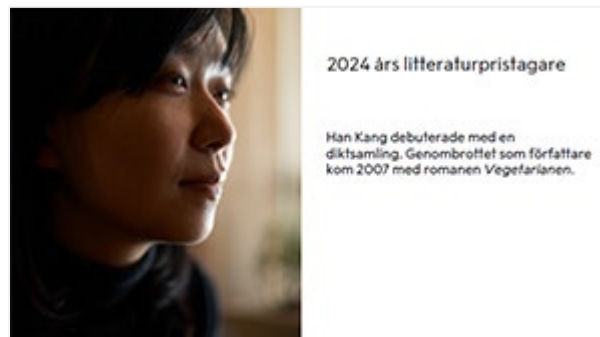 2024 års litteraturpristagare
Han Kang debuterade med en
diktsamling. Genombrottet som författare
kom 2007 med romanen Vegetarianen.